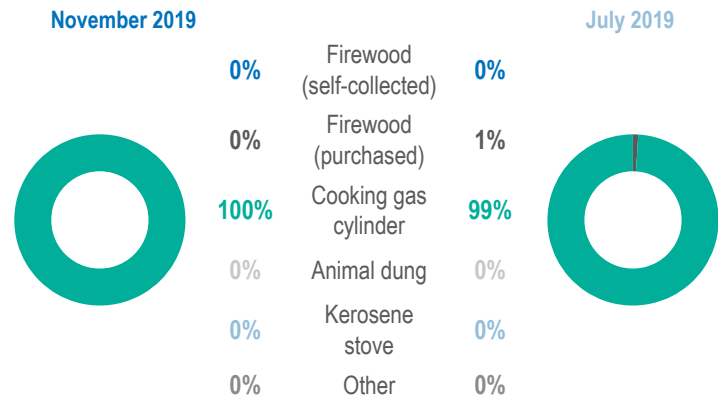 November 2019
July 2019
0% Firewood (self-collected) 0%
0% Firewood (purchased) 1%
100% Cooking gas cylinder 99%
0% Animal dung 0%
0% Kerosene stove 0%
0% Other 0%